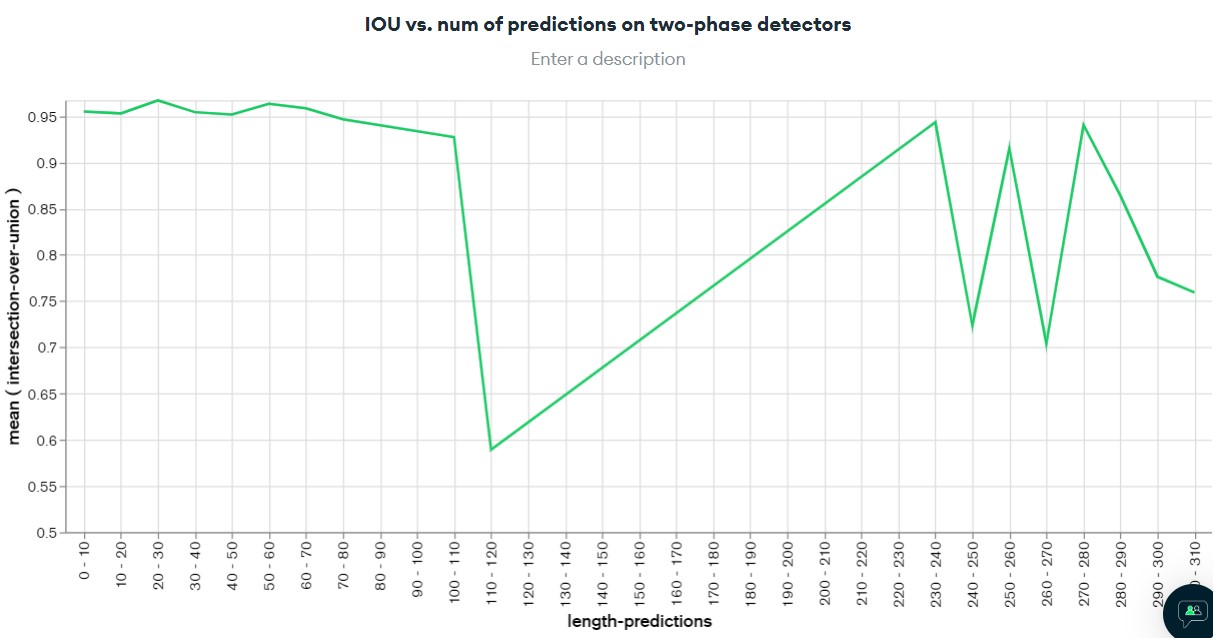 IOU vs. num of predictions on two-phase detectors
Enter a description
mean ( intersection-over-union )
0.95
0.9
0.85
0.8
0.75
0.7
0.65
0.6
0.55
0.5
0 - 10
10 - 20
20 - 30
30 - 40
40 - 50
50 - 60
60 - 70
70 - 80
80 - 90
90 - 100
100 - 110
110 - 120
120 - 130
130 - 140
140 - 150
150 - 160
160 - 170
170 - 180
180 - 190
190 - 200
200 - 210
210 - 220
220 - 230
230 - 240
240 - 250
250 - 260
260 - 270
270 - 280
280 - 290
290 - 300
0 - 310
length-predictions